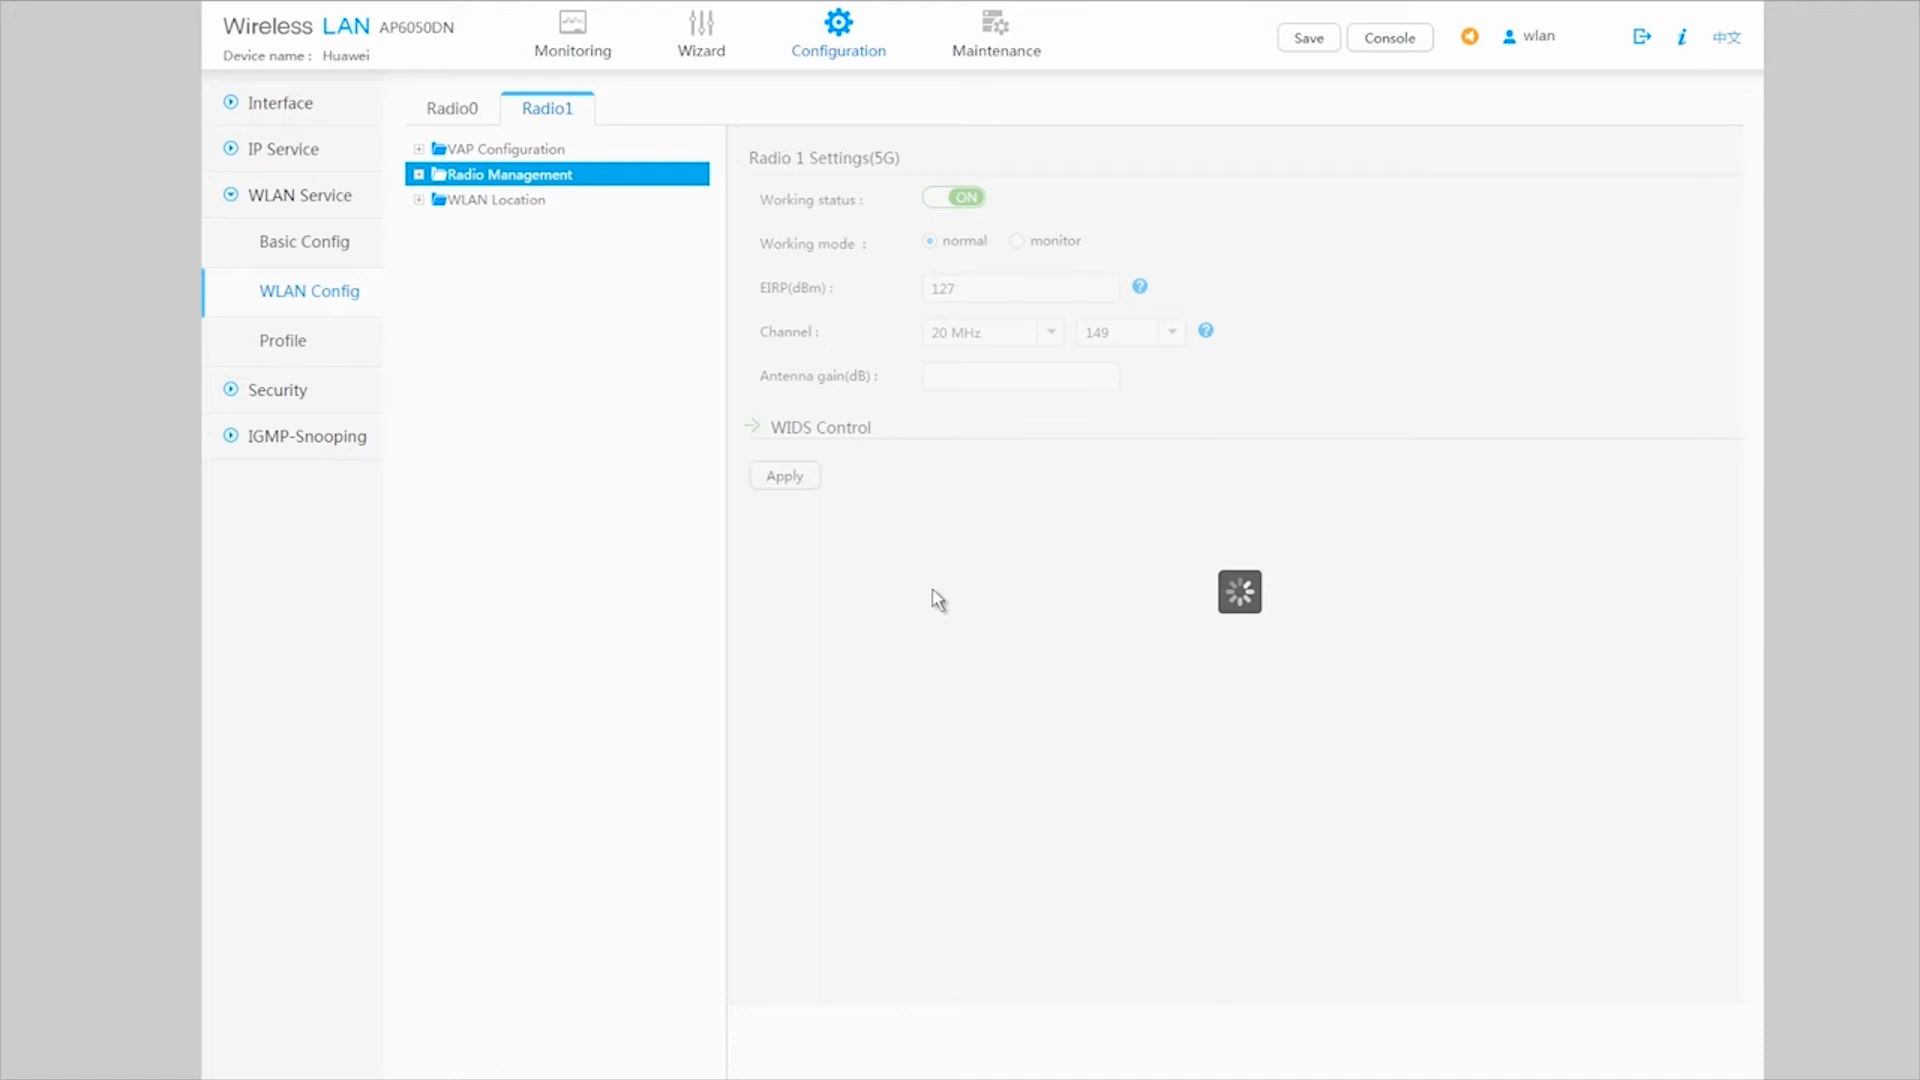 Wireless LAN AP6050DN
Device name : Huawei
Monitoring
Wizard
Configuration
Maintenance
Save
Console
wlan
i
中文
Interface
IP Service
WLAN Service
Basic Config
WLAN Config
Profile
Security
IGMP-Snooping
Radio0
Radio1
VAP Configuration
Radio Management
WLAN Location
Radio 1 Settings(5G)
Working status :
ON
Working mode :
normal
monitor
EIRP(dBm) :
127
?
Channel :
20 MHz
149
?
Antenna gain(dB) :
WIDS Control
Apply